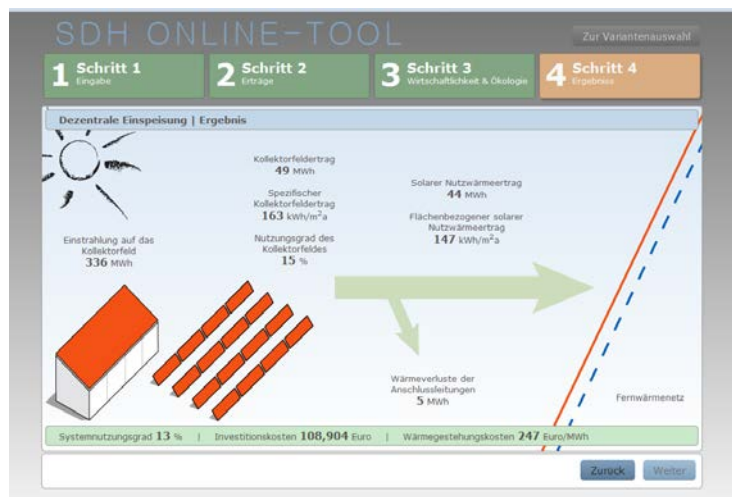 SDH ONLINE-TOOL
Zur Variantenauswahl
1 Schritt 1
Eingabe
2 Schritt 2
Erträge
3 Schritt 3
Wirtschaftlichkeit & Ökologie
4 Schritt 4
Ergebnisse
Dezentrale Einspeisung | Ergebnis
Kollektorfeldertrag
49 MWh
Spezifischer
Kollektorfeldertrag
163 kWh/m²a
Nutzungsgrad des
Kollektorfeldes
15 %
Solarer Nutzwärmeertrag
44 MWh
Flächenbezogener solarer
Nutzwärmeertrag
147 kWh/m²a
Einstrahlung auf das
Kollektorfeld
336 MWh
Wärmeverluste der
Anschlussleitungen
5 MWh
Fernwärmenetz
Systemnutzungsgrad 13 % | Investitionskosten 108,904 Euro | Wärmegestehungskosten 247 Euro/MWh
Zurück
Weiter